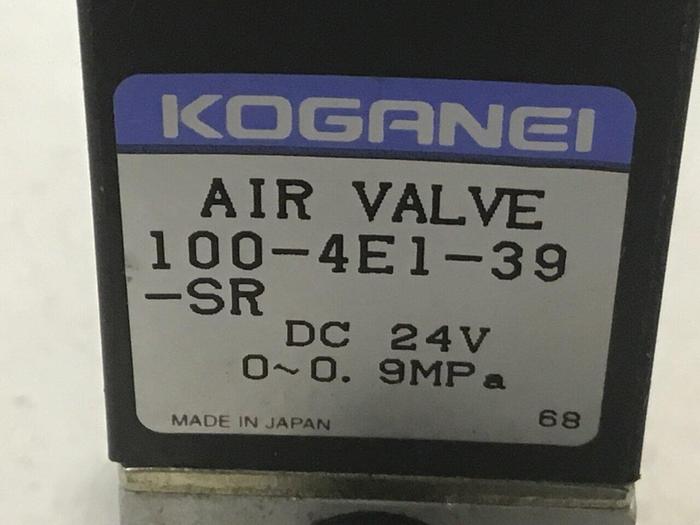 KOGANEI
AIR VALVE
100-4E1-39
-SR
DC 24V
0~0. 9MPa
MADE IN JAPAN 68